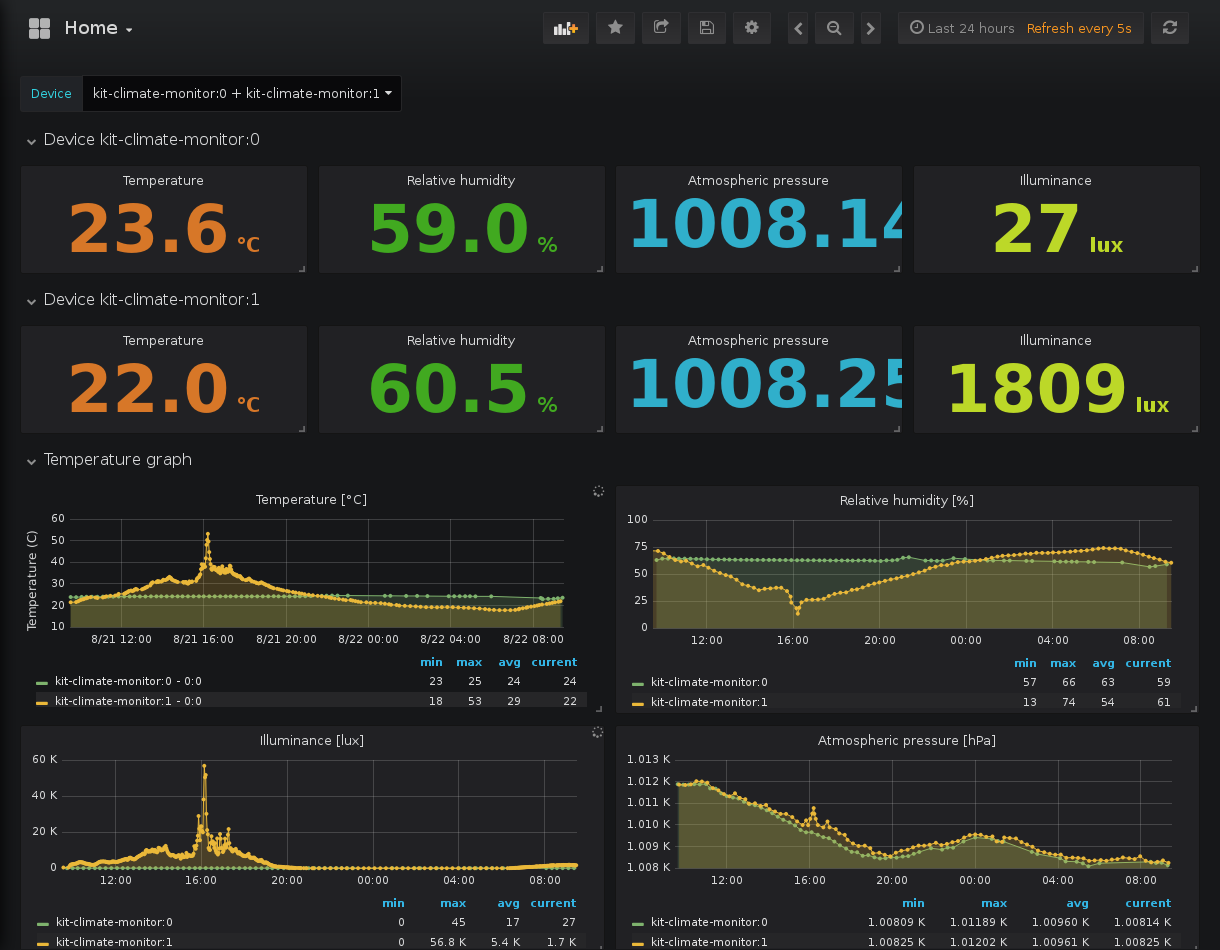 Home
Last 24 hours Refresh every 5s
Device kit-climate-monitor:0 + kit-climate-monitor:1
Device kit-climate-monitor:0
Temperature Relative humidity Atmospheric pressure Illuminance
23.6 °C 59.0 % 1008.14 27 lux
Device kit-climate-monitor:1
Temperature Relative humidity Atmospheric pressure Illuminance
22.0 °C 60.5 % 1008.25 1809 lux
Temperature graph
Temperature [°C]
Temperature (C)
60
50
40
30
20
10
8/21 12:00 8/21 16:00 8/21 20:00 8/22 00:00 8/22 04:00 8/22 08:00
min max avg current
kit-climate-monitor:0 - 0:0 23 25 24 24
kit-climate-monitor:1 - 0:0 18 53 29 22
Relative humidity [%]
100
75
50
25
0
12:00 16:00 20:00 00:00 04:00 08:00
min max avg current
kit-climate-monitor:0 57 66 63 59
kit-climate-monitor:1 13 74 54 61
Illuminance [lux]
60 K
40 K
20 K
0
12:00 16:00 20:00 00:00 04:00 08:00
min max avg current
kit-climate-monitor:0 0 45 17 27
kit-climate-monitor:1 0 56.8 K 5.4 K 1.7 K
Atmospheric pressure [hPa]
1.013 K
1.012 K
1.011 K
1.010 K
1.009 K
1.008 K
12:00 16:00 20:00 00:00 04:00 08:00
min max avg current
kit-climate-monitor:0 1.00809 K 1.01189 K 1.00960 K 1.00814 K
kit-climate-monitor:1 1.00825 K 1.01202 K 1.00961 K 1.00825 K